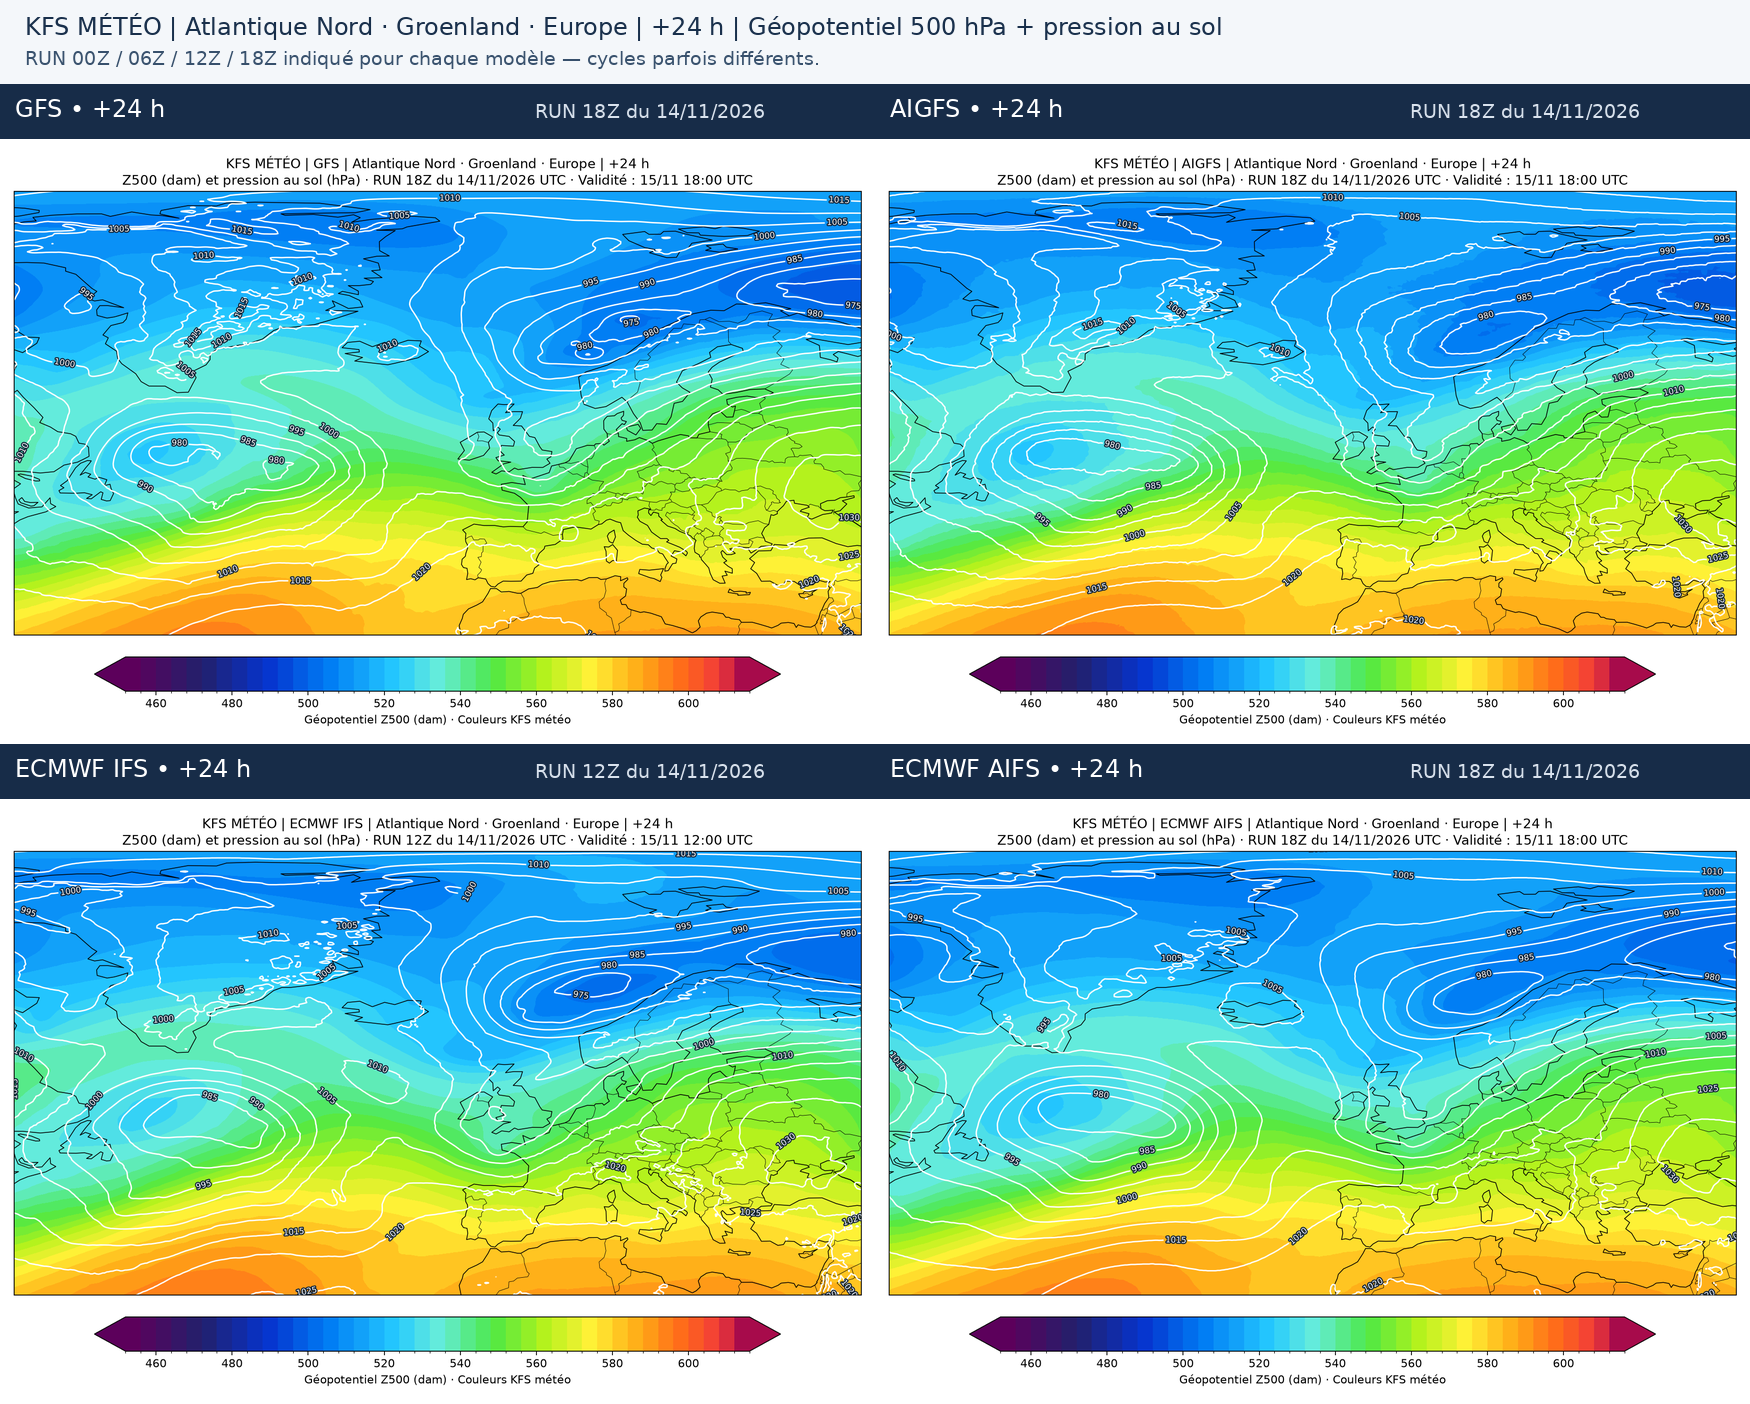 KFS MÉTÉO | Atlantique Nord · Groenland · Europe | +24 h | Géopotentiel 500 hPa + pression au sol
RUN 00Z / 06Z / 12Z / 18Z indiqué pour chaque modèle — cycles parfois différents.
GFS • +24 h
RUN 18Z du 14/11/2026
AIGFS • +24 h
RUN 18Z du 14/11/2026
KFS MÉTÉO | GFS | Atlantique Nord · Groenland · Europe | +24 h
Z500 (dam) et pression au sol (hPa) · RUN 18Z du 14/11/2026 UTC · Validité : 15/11 18:00 UTC
KFS MÉTÉO | AIGFS | Atlantique Nord · Groenland · Europe | +24 h
Z500 (dam) et pression au sol (hPa) · RUN 18Z du 14/11/2026 UTC · Validité : 15/11 18:00 UTC
460 480 500 520 540 560 580 600
Géopotentiel Z500 (dam) · Couleurs KFS météo
460 480 500 520 540 560 580 600
Géopotentiel Z500 (dam) · Couleurs KFS météo
ECMWF IFS • +24 h
RUN 12Z du 14/11/2026
ECMWF AIFS • +24 h
RUN 18Z du 14/11/2026
KFS MÉTÉO | ECMWF IFS | Atlantique Nord · Groenland · Europe | +24 h
Z500 (dam) et pression au sol (hPa) · RUN 12Z du 14/11/2026 UTC · Validité : 15/11 12:00 UTC
KFS MÉTÉO | ECMWF AIFS | Atlantique Nord · Groenland · Europe | +24 h
Z500 (dam) et pression au sol (hPa) · RUN 18Z du 14/11/2026 UTC · Validité : 15/11 18:00 UTC
460 480 500 520 540 560 580 600
Géopotentiel Z500 (dam) · Couleurs KFS météo
460 480 500 520 540 560 580 600
Géopotentiel Z500 (dam) · Couleurs KFS météo